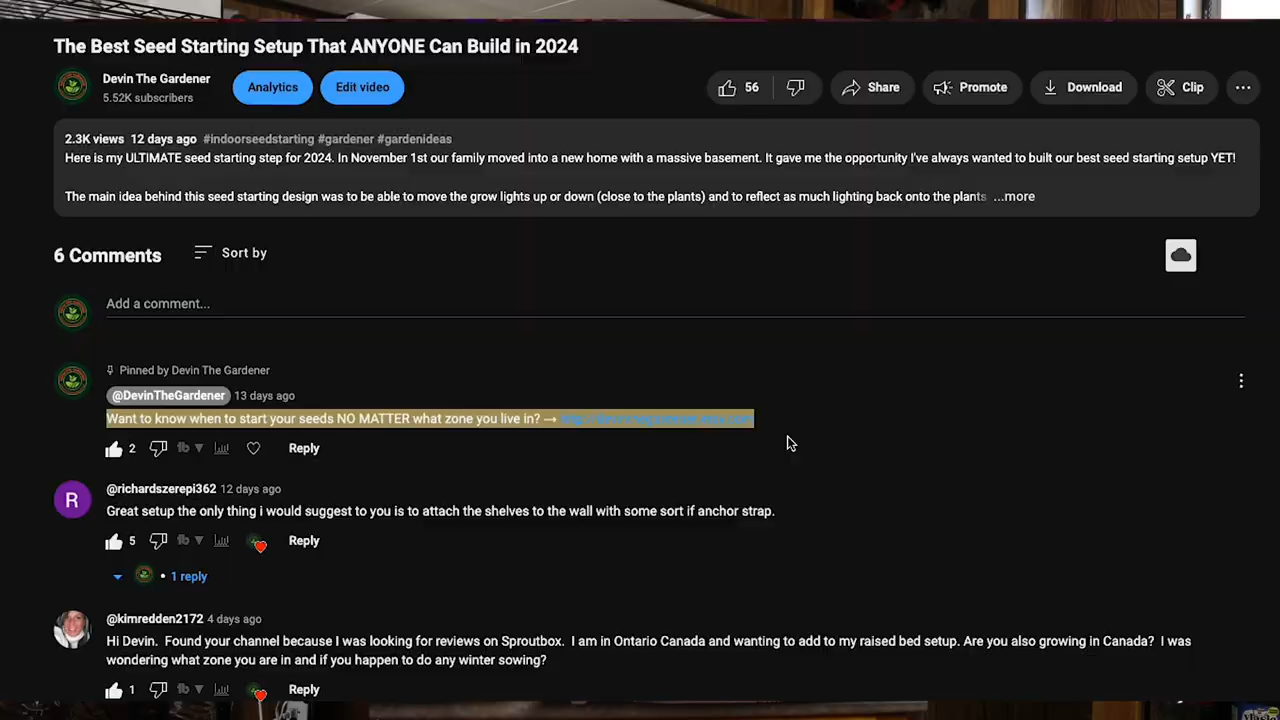 The Best Seed Starting Setup That ANYONE Can Build in 2024
Devin The Gardener
5.52K subscribers
Analytics
Edit video
56
Share
Promote
Download
Clip
2.3K views 12 days ago #indoorseedstarting #gardener #gardenideas
Here is my ULTIMATE seed starting step for 2024. In November 1st our family moved into a new home with a massive basement. It gave me the opportunity I've always wanted to built our best seed starting setup YET!
The main idea behind this seed starting design was to be able to move the grow lights up or down (close to the plants) and to reflect as much lighting back onto the plants ...more
6 Comments
Sort by
Add a comment...
Pinned by Devin The Gardener
@DevinTheGardener 13 days ago
Want to know when to start your seeds NO MATTER what zone you live in? →
2
Reply
@richardszerepi362 12 days ago
R
Great setup the only thing i would suggest to you is to attach the shelves to the wall with some sort if anchor strap.
5
Reply
• 1 reply
@kimredden2172 4 days ago
Hi Devin. Found your channel because I was looking for reviews on Sproutbox. I am in Ontario Canada and wanting to add to my raised bed setup. Are you also growing in Canada? I was
wondering what zone you are in and if you happen to do any winter sowing?
1
Reply